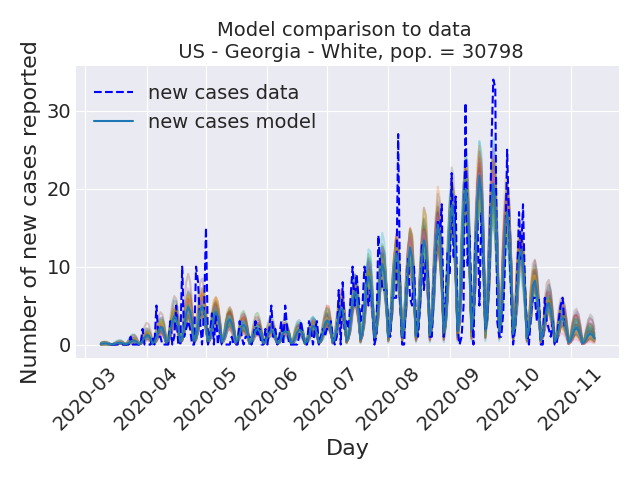 Model comparison to data
US - Georgia - White, pop. = 30798
new cases data
new cases model
Number of new cases reported
30
20
10
0
2020-03
2020-04
2020-05
2020-06
2020-07
2020-08
2020-09
2020-10
2020-11
Day